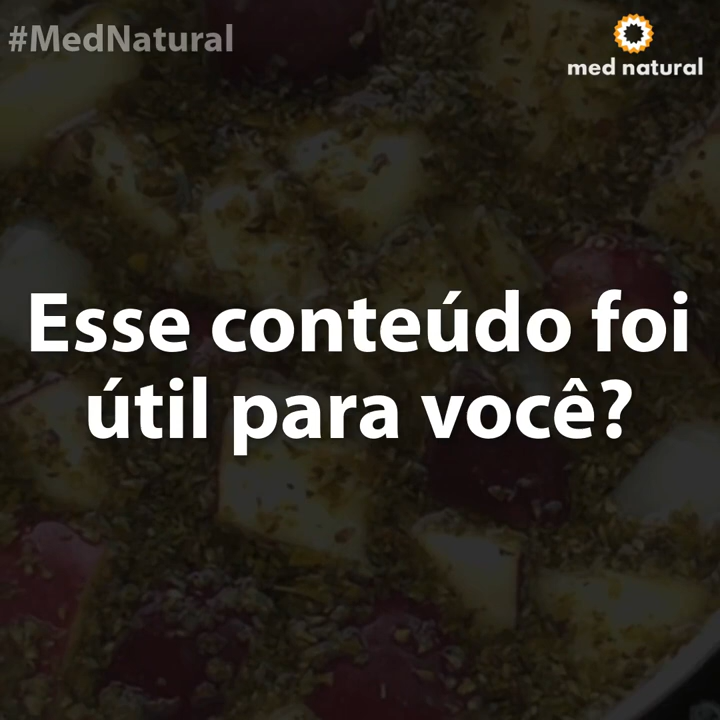 #MedNatural
med natural
Esse conteúdo foi
útil para você?